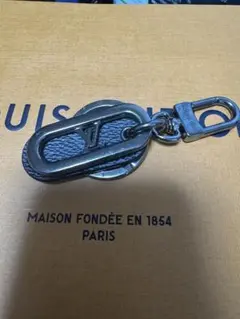 MAISON FONDÉE EN 1854
PARIS